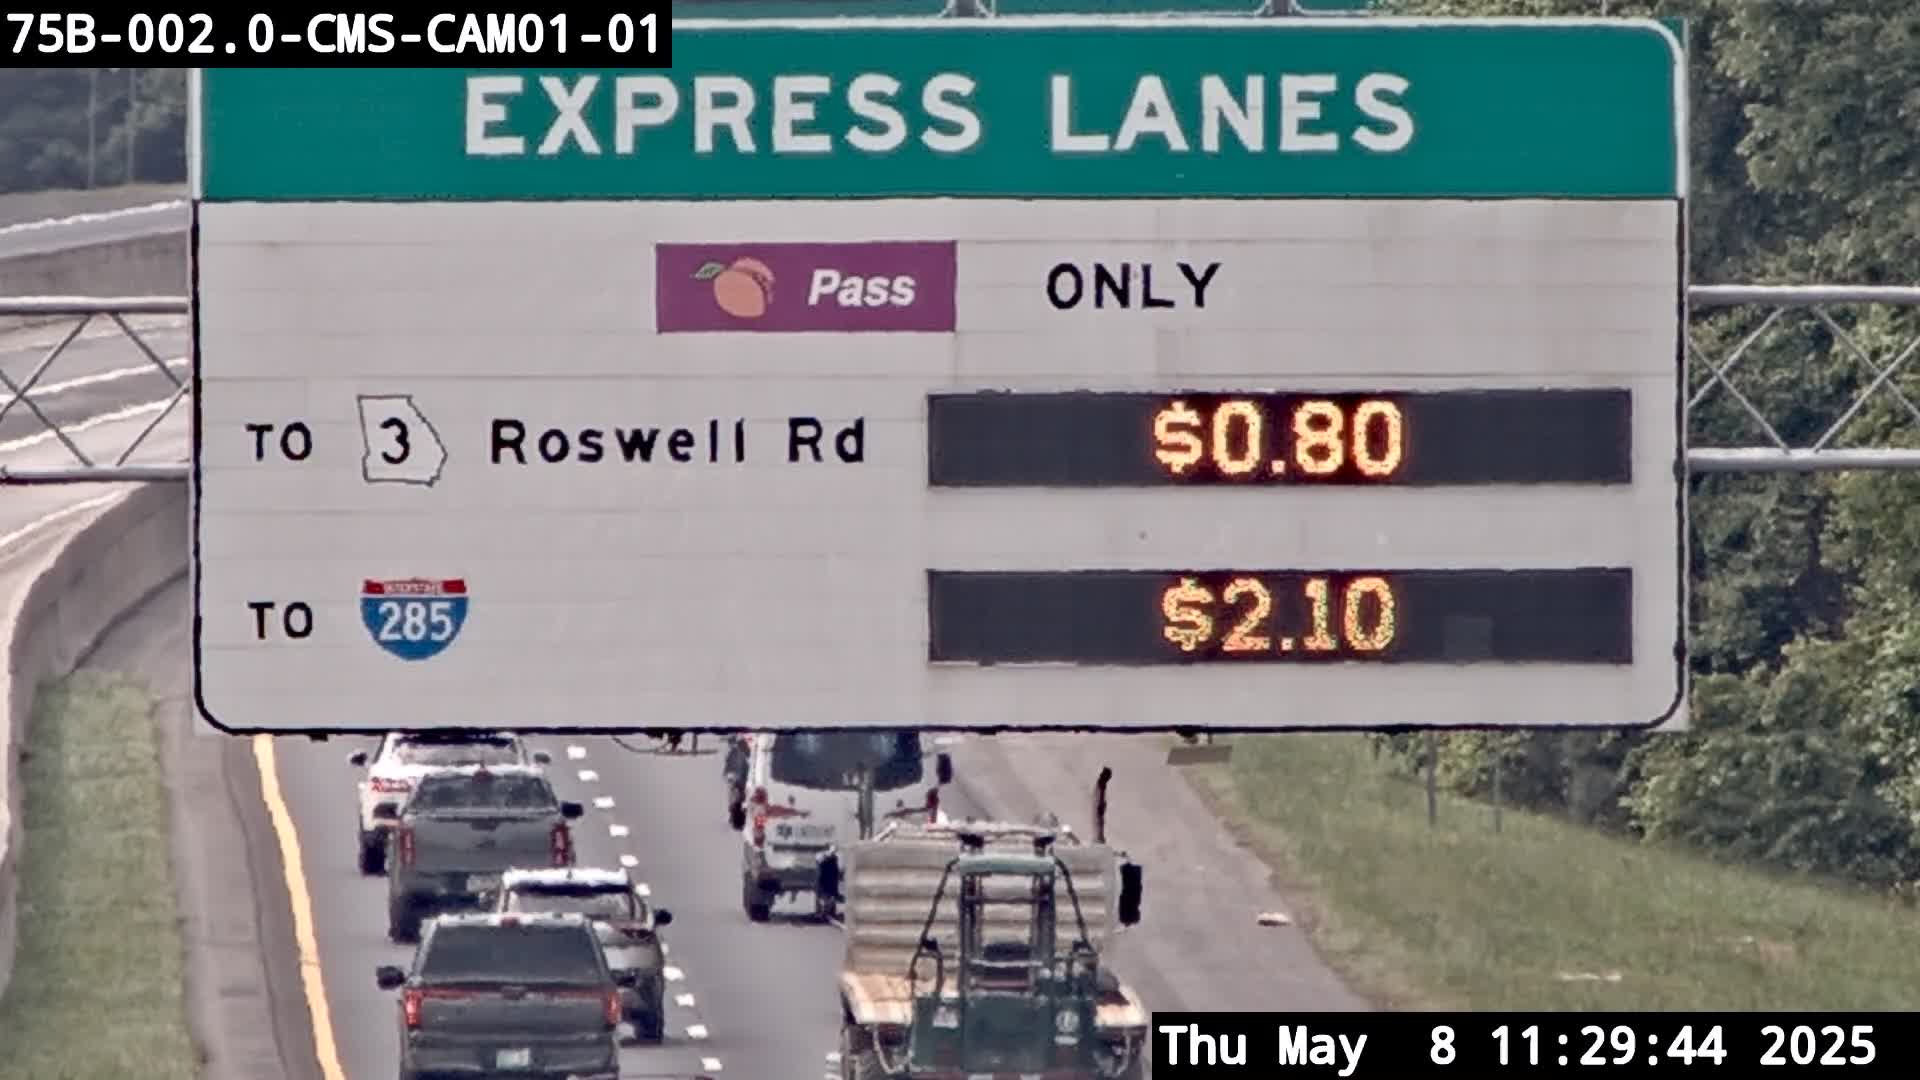 75B-002.0-CMS-CAM01-01
EXPRESS LANES
Pass ONLY
TO 3 Roswell Rd $0.80
INTERSTATE
TO 285 $2.10
Thu May 8 11:29:44 2025